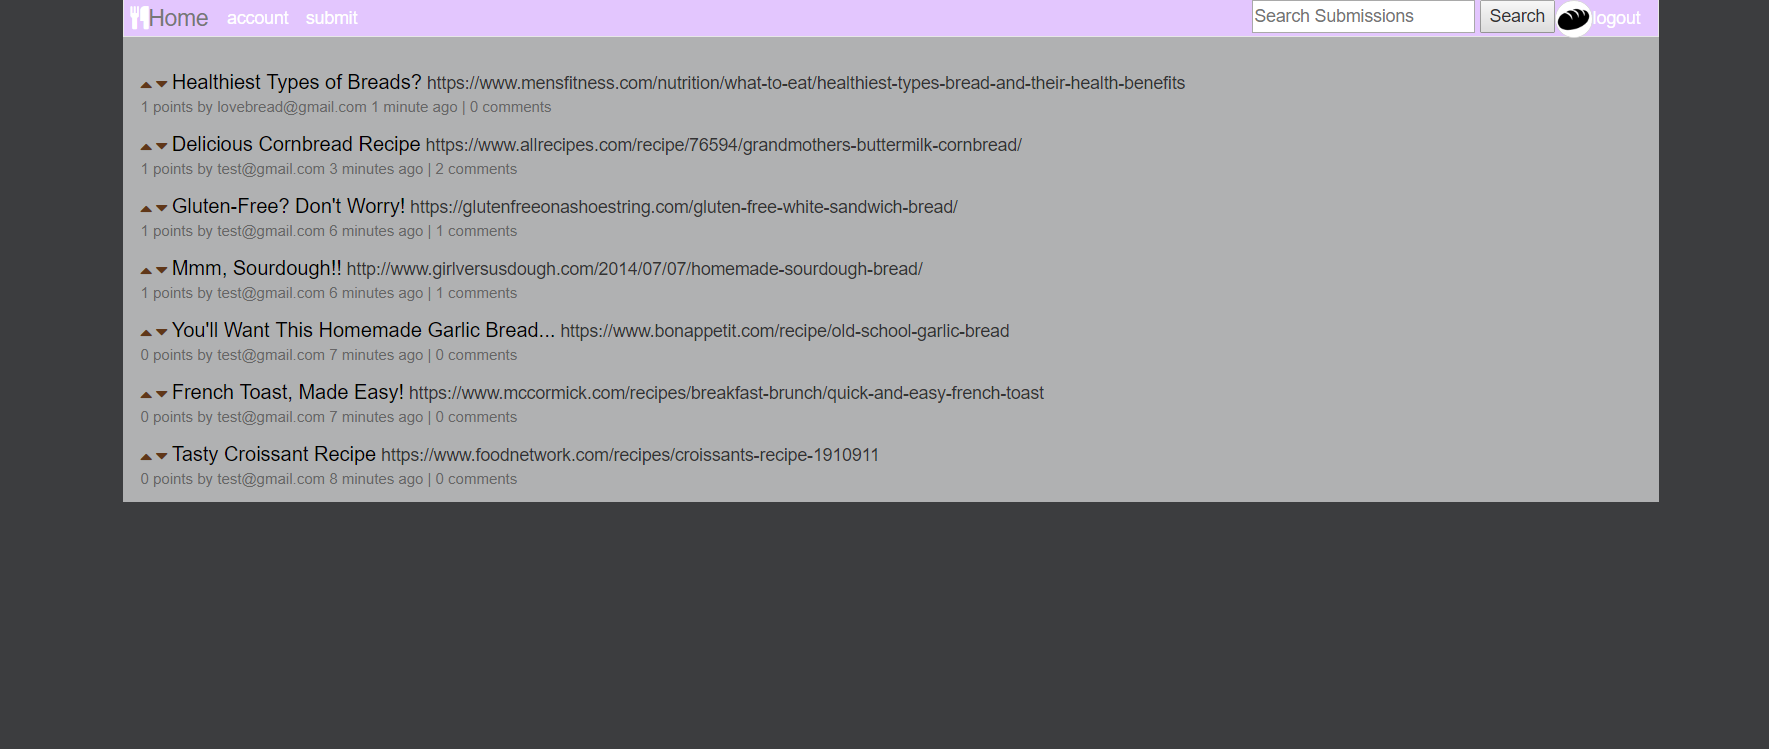 Home account submit Search Submissions Search logout
Healthiest Types of Breads? https://www.mensfitness.com/nutrition/what-to-eat/healthiest-types-bread-and-their-health-benefits
1 points by lovebread@gmail.com 1 minute ago | 0 comments
Delicious Cornbread Recipe https://www.allrecipes.com/recipe/76594/grandmothers-buttermilk-cornbread/
1 points by test@gmail.com 3 minutes ago | 2 comments
Gluten-Free? Don't Worry! https://glutenfreeonashoestring.com/gluten-free-white-sandwich-bread/
1 points by test@gmail.com 6 minutes ago | 1 comments
Mmm, Sourdough!! http://www.girlversusdough.com/2014/07/07/homemade-sourdough-bread/
1 points by test@gmail.com 6 minutes ago | 1 comments
You'll Want This Homemade Garlic Bread... https://www.bonappetit.com/recipe/old-school-garlic-bread
0 points by test@gmail.com 7 minutes ago | 0 comments
French Toast, Made Easy! https://www.mccormick.com/recipes/breakfast-brunch/quick-and-easy-french-toast
0 points by test@gmail.com 7 minutes ago | 0 comments
Tasty Croissant Recipe https://www.foodnetwork.com/recipes/croissants-recipe-1910911
0 points by test@gmail.com 8 minutes ago | 0 comments